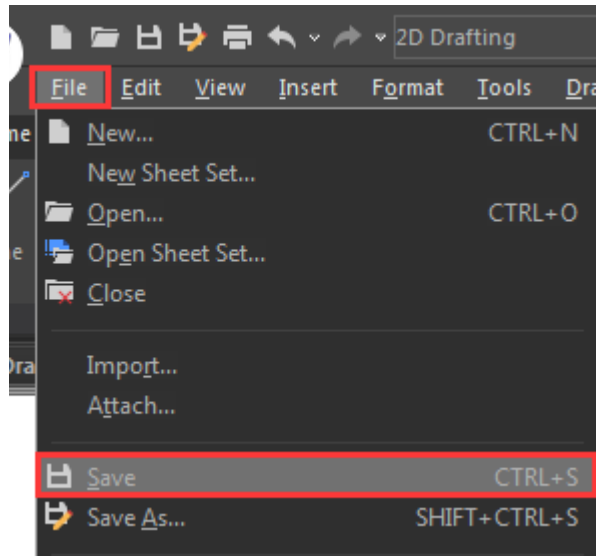 2D Drafting
File Edit View Insert Format Tools
New... CTRL+N
New Sheet Set...
Open... CTRL+O
Open Sheet Set...
Close
Import...
Attach...
Save CTRL+S
Save As... SHIFT+CTRL+S